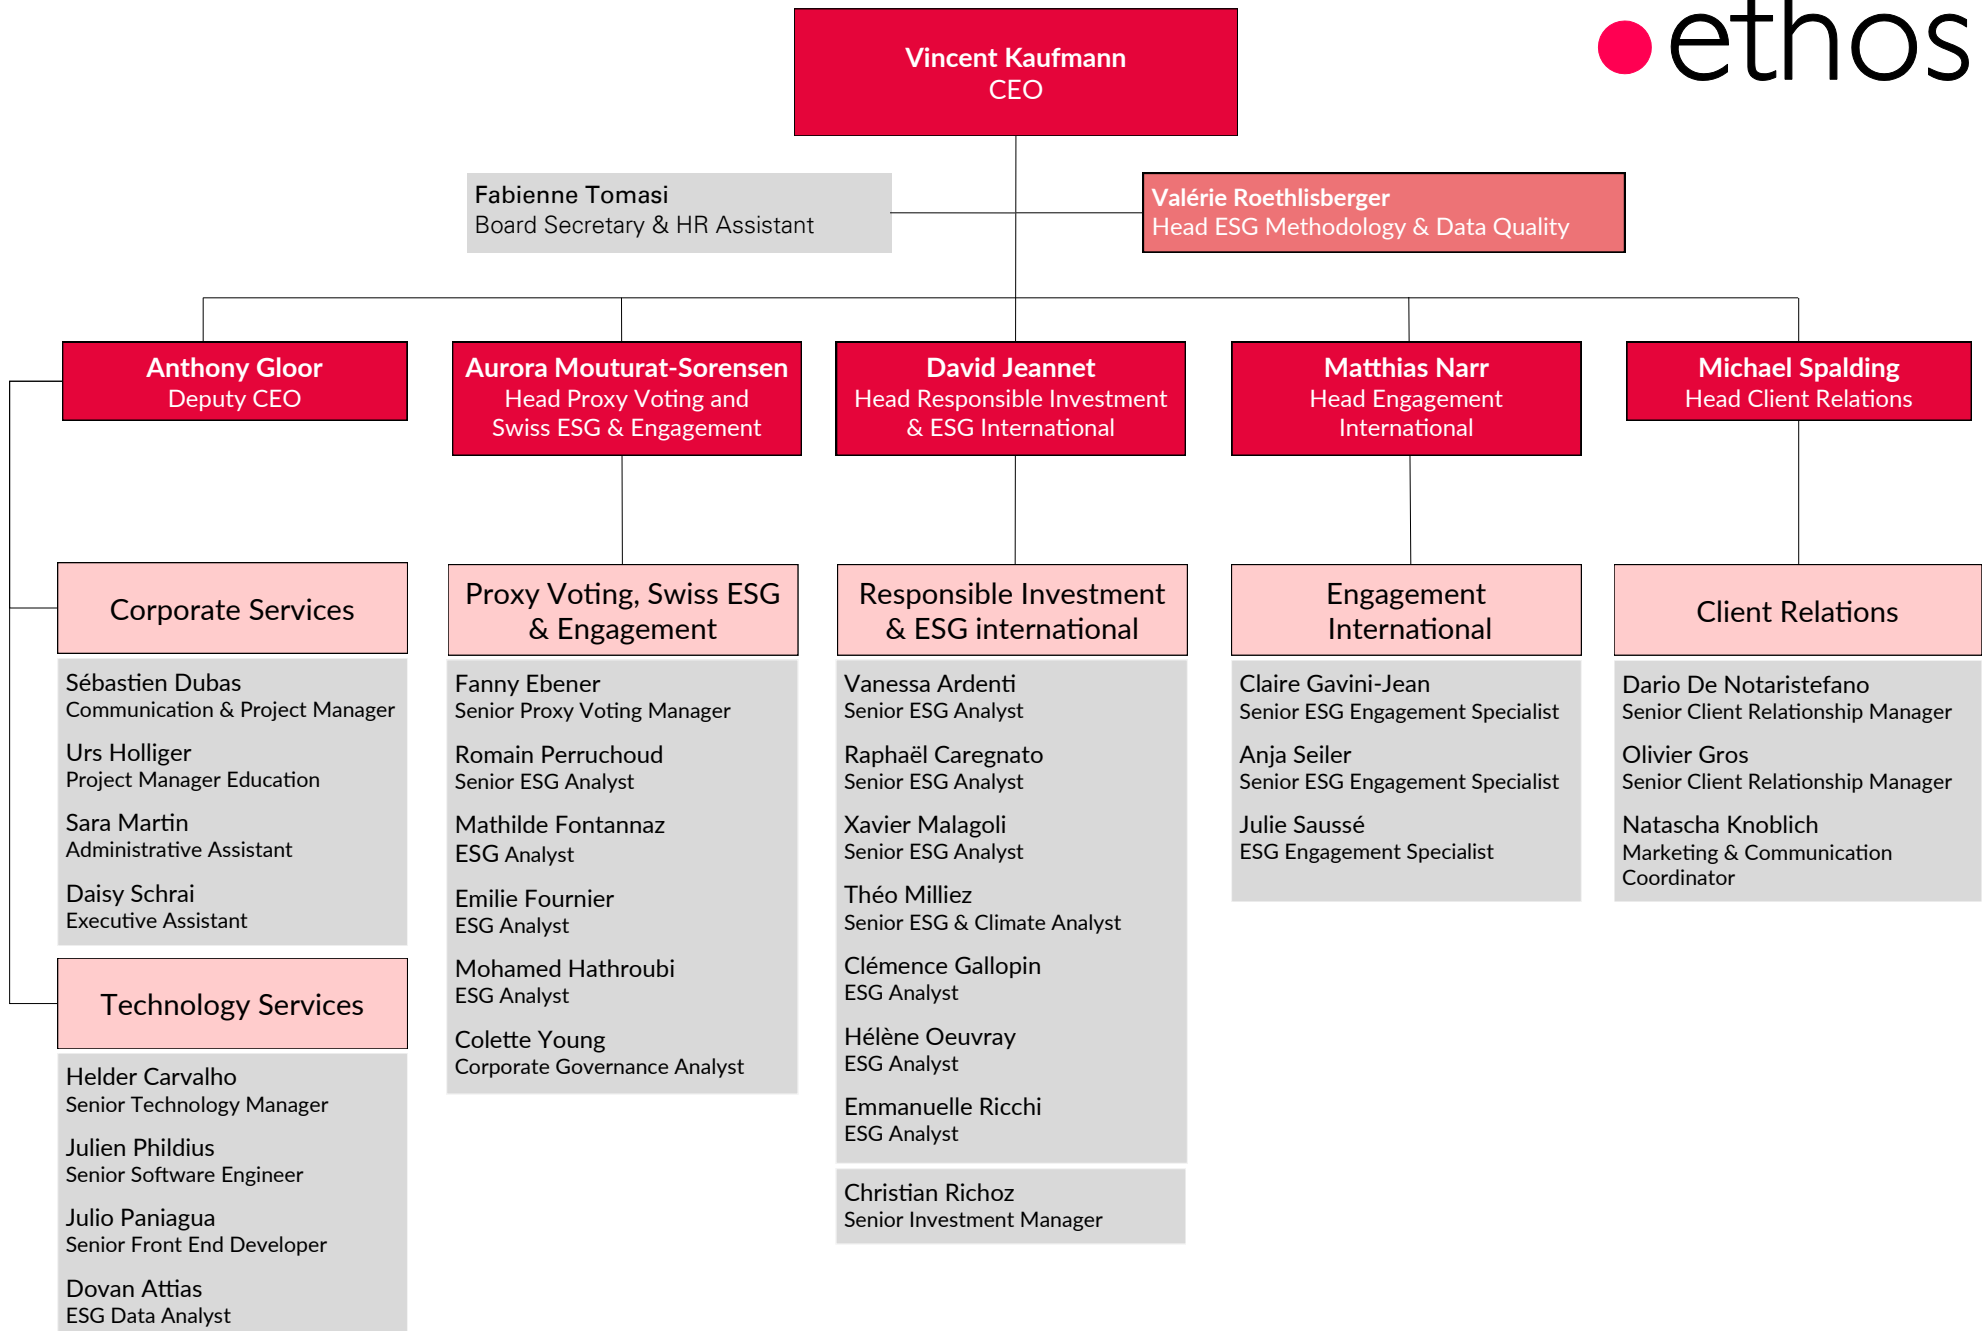 ethos
Vincent Kaufmann
CEO
Fabienne Tomasi
Board Secretary & HR Assistant
Valérie Roethlisberger
Head ESG Methodology & Data Quality
Anthony Gloor
Deputy CEO
Aurora Mouturat-Sorensen
Head Proxy Voting and
Swiss ESG & Engagement
David Jeannet
Head Responsible Investment
& ESG International
Matthias Narr
Head Engagement
International
Michael Spalding
Head Client Relations
Corporate Services
Sébastien Dubas
Communication & Project Manager
Urs Holliger
Project Manager Education
Sara Martin
Administrative Assistant
Daisy Schrai
Executive Assistant
Technology Services
Helder Carvalho
Senior Technology Manager
Julien Phildius
Senior Software Engineer
Julio Paniagua
Senior Front End Developer
Dovan Attias
ESG Data Analyst
Proxy Voting, Swiss ESG
& Engagement
Fanny Ebener
Senior Proxy Voting Manager
Romain Perruchoud
Senior ESG Analyst
Mathilde Fontannaz
ESG Analyst
Emilie Fournier
ESG Analyst
Mohamed Hathroubi
ESG Analyst
Colette Young
Corporate Governance Analyst
Responsible Investment
& ESG international
Vanessa Ardenti
Senior ESG Analyst
Raphaël Caregnato
Senior ESG Analyst
Xavier Malagoli
Senior ESG Analyst
Théo Milliez
Senior ESG & Climate Analyst
Clémence Gallopin
ESG Analyst
Hélène Oeuvray
ESG Analyst
Emmanuelle Ricchi
ESG Analyst
Christian Richoz
Senior Investment Manager
Engagement
International
Claire Gavini-Jean
Senior ESG Engagement Specialist
Anja Seiler
Senior ESG Engagement Specialist
Julie Saussé
ESG Engagement Specialist
Client Relations
Dario De Notaristefano
Senior Client Relationship Manager
Olivier Gros
Senior Client Relationship Manager
Natascha Knoblich
Marketing & Communication
Coordinator